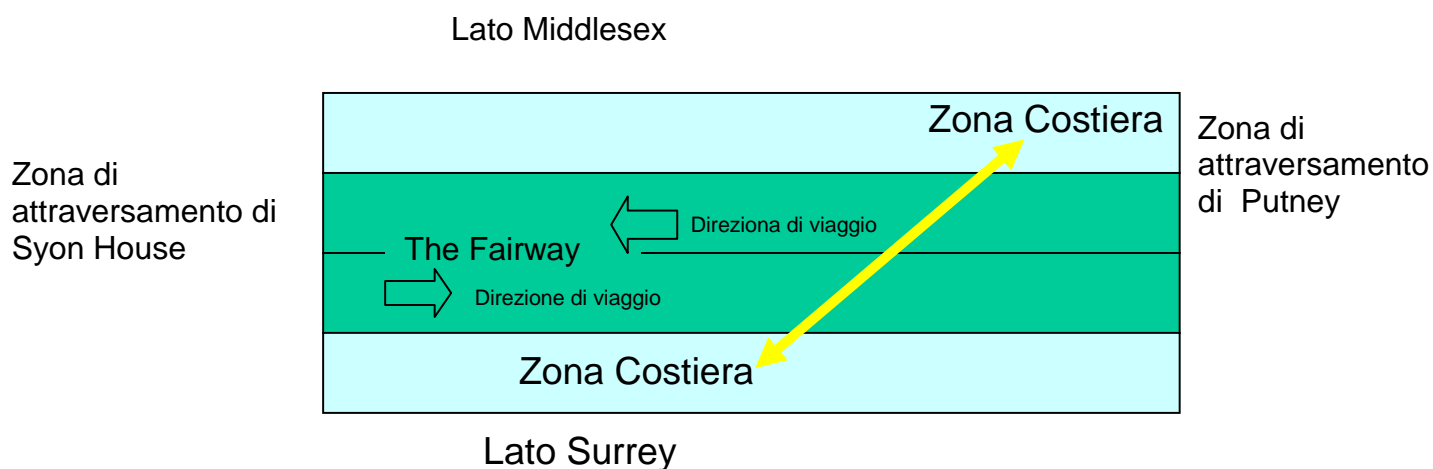 Lato Middlesex
Zona Costiera
Zona di
attraversamento
di Putney
Zona di
attraversamento di
Syon House
Direziona di viaggio
The Fairway
Direzione di viaggio
Zona Costiera
Lato Surrey